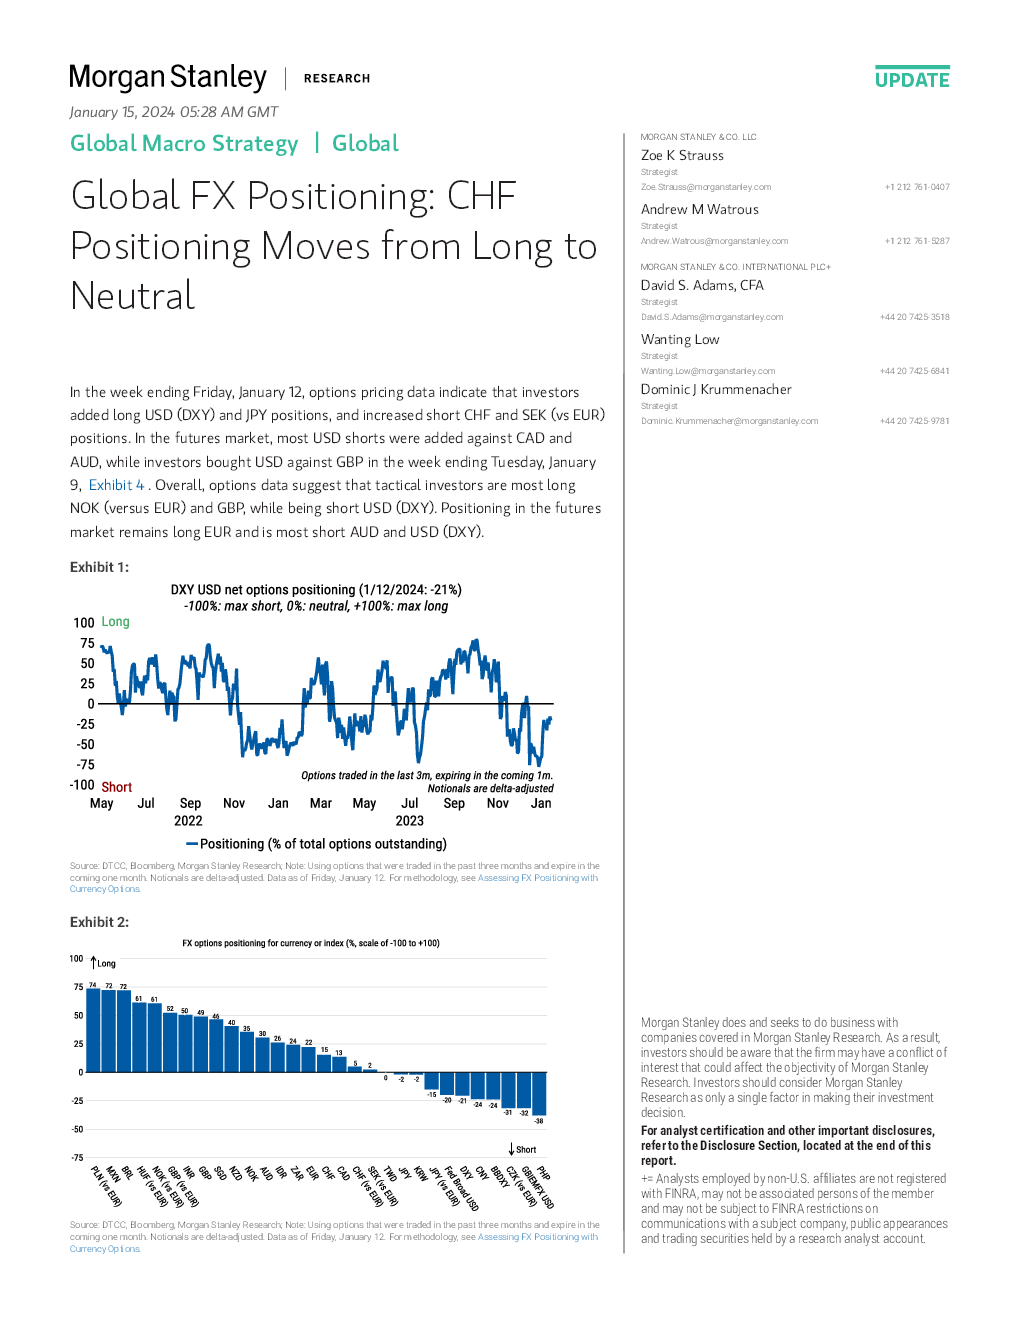 Morgan Stanley | RESEARCH
UPDATE
January 15, 2024 05:28 AM GMT
Global Macro Strategy | Global
Global FX Positioning: CHF
Positioning Moves from Long to
Neutral
In the week ending Friday, January 12, options pricing data indicate that investors
added long USD (DXY) and JPY positions, and increased short CHF and SEK (vs EUR)
positions. In the futures market, most USD shorts were added against CAD and
AUD, while investors bought USD against GBP in the week ending Tuesday, January
9, Exhibit 4 . Overall, options data suggest that tactical investors are most long
NOK (versus EUR) and GBP, while being short USD (DXY). Positioning in the futures
market remains long EUR and is most short AUD and USD (DXY).
Exhibit 1:
DXY USD net options positioning (1/12/2024: -21%)
-100%: max short, 0%: neutral, +100%: max long
100 Long
75
50
25
0
-25
-50
-75
-100 Short
Options traded in the last 3m, expiring in the coming 1m.
Notionals are delta-adjusted
May Jul Sep Nov Jan Mar May Jul Sep Nov Jan
2022 2023
Positioning (% of total options outstanding)
Source: DTCC, Bloomberg, Morgan Stanley Research; Note: Using options that were traded in the past three months and expire in the
coming one month. Notionals are delta-adjusted. Data as of Friday, January 12. For methodology, see Assessing FX Positioning with
Currency Options.
Exhibit 2:
FX options positioning for currency or index (%, scale of -100 to +100)
100 Long
75
50
25
0
-25
-50
-75
74 72 72 61 61 52 50 49 46 40 35 30 26 24 22 15 13 5 2 0 -2 -2 -15 -20 -21 -24 -24 -31 -32 -38
Short
PLN (vs EUR) MXN BRL HUF (vs EUR) NOK (vs EUR) GBP (vs EUR) INR GBP SGD NZD NOK AUD IDR ZAR EUR CHF CAD CHF (vs EUR) SEK (vs EUR) TWD JPY KRW JPY (vs EUR) Fed Broad USD DXY CNY BBDXY CZK (vs EUR) GBIEMFX USD PHP
Source: DTCC, Bloomberg, Morgan Stanley Research; Note: Using options that were traded in the past three months and expire in the
coming one month. Notionals are delta-adjusted. Data as of Friday, January 12. For methodology, see Assessing FX Positioning with
Currency Options.
MORGAN STANLEY & CO. LLC
Zoe K Strauss
Strategist
Zoe.Strauss@morganstanley.com +1 212 761-0407
Andrew M Watrous
Strategist
Andrew.Watrous@morganstanley.com +1 212 761-5287
MORGAN STANLEY & CO. INTERNATIONAL PLC+
David S. Adams, CFA
Strategist
David.S.Adams@morganstanley.com +44 20 7425-3518
Wanting Low
Strategist
Wanting.Low@morganstanley.com +44 20 7425-6841
Dominic J Krummenacher
Strategist
Dominic.Krummenacher@morganstanley.com +44 20 7425-9781
Morgan Stanley does and seeks to do business with
companies covered in Morgan Stanley Research. As a result,
investors should be aware that the firm may have a conflict of
interest that could affect the objectivity of Morgan Stanley
Research. Investors should consider Morgan Stanley
Research as only a single factor in making their investment
decision.
For analyst certification and other important disclosures,
refer to the Disclosure Section, located at the end of this
report.
+= Analysts employed by non-U.S. affiliates are not registered
with FINRA, may not be associated persons of the member
and may not be subject to FINRA restrictions on
communications with a subject company, public appearances
and trading securities held by a research analyst account.